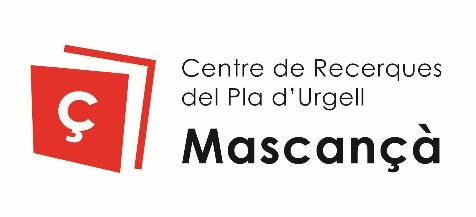 ç
Centre de Recerques
del Pla d'Urgell
Mascançà